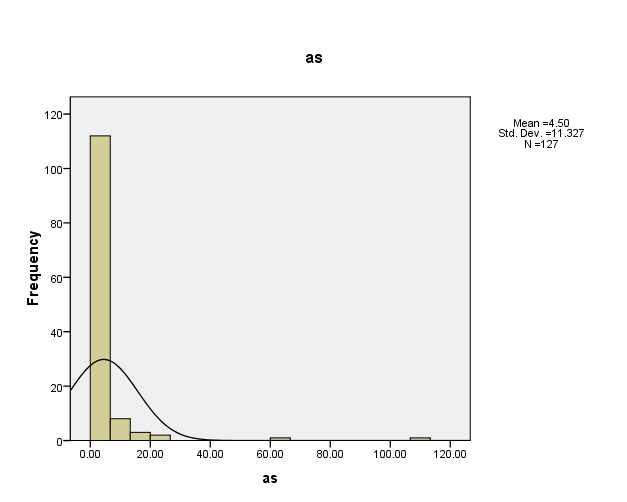 as
Mean =4.50
Std. Dev. =11.327
N =127
120
100
80
60
40
20
0
Frequency
0.00 20.00 40.00 60.00 80.00 100.00 120.00
as